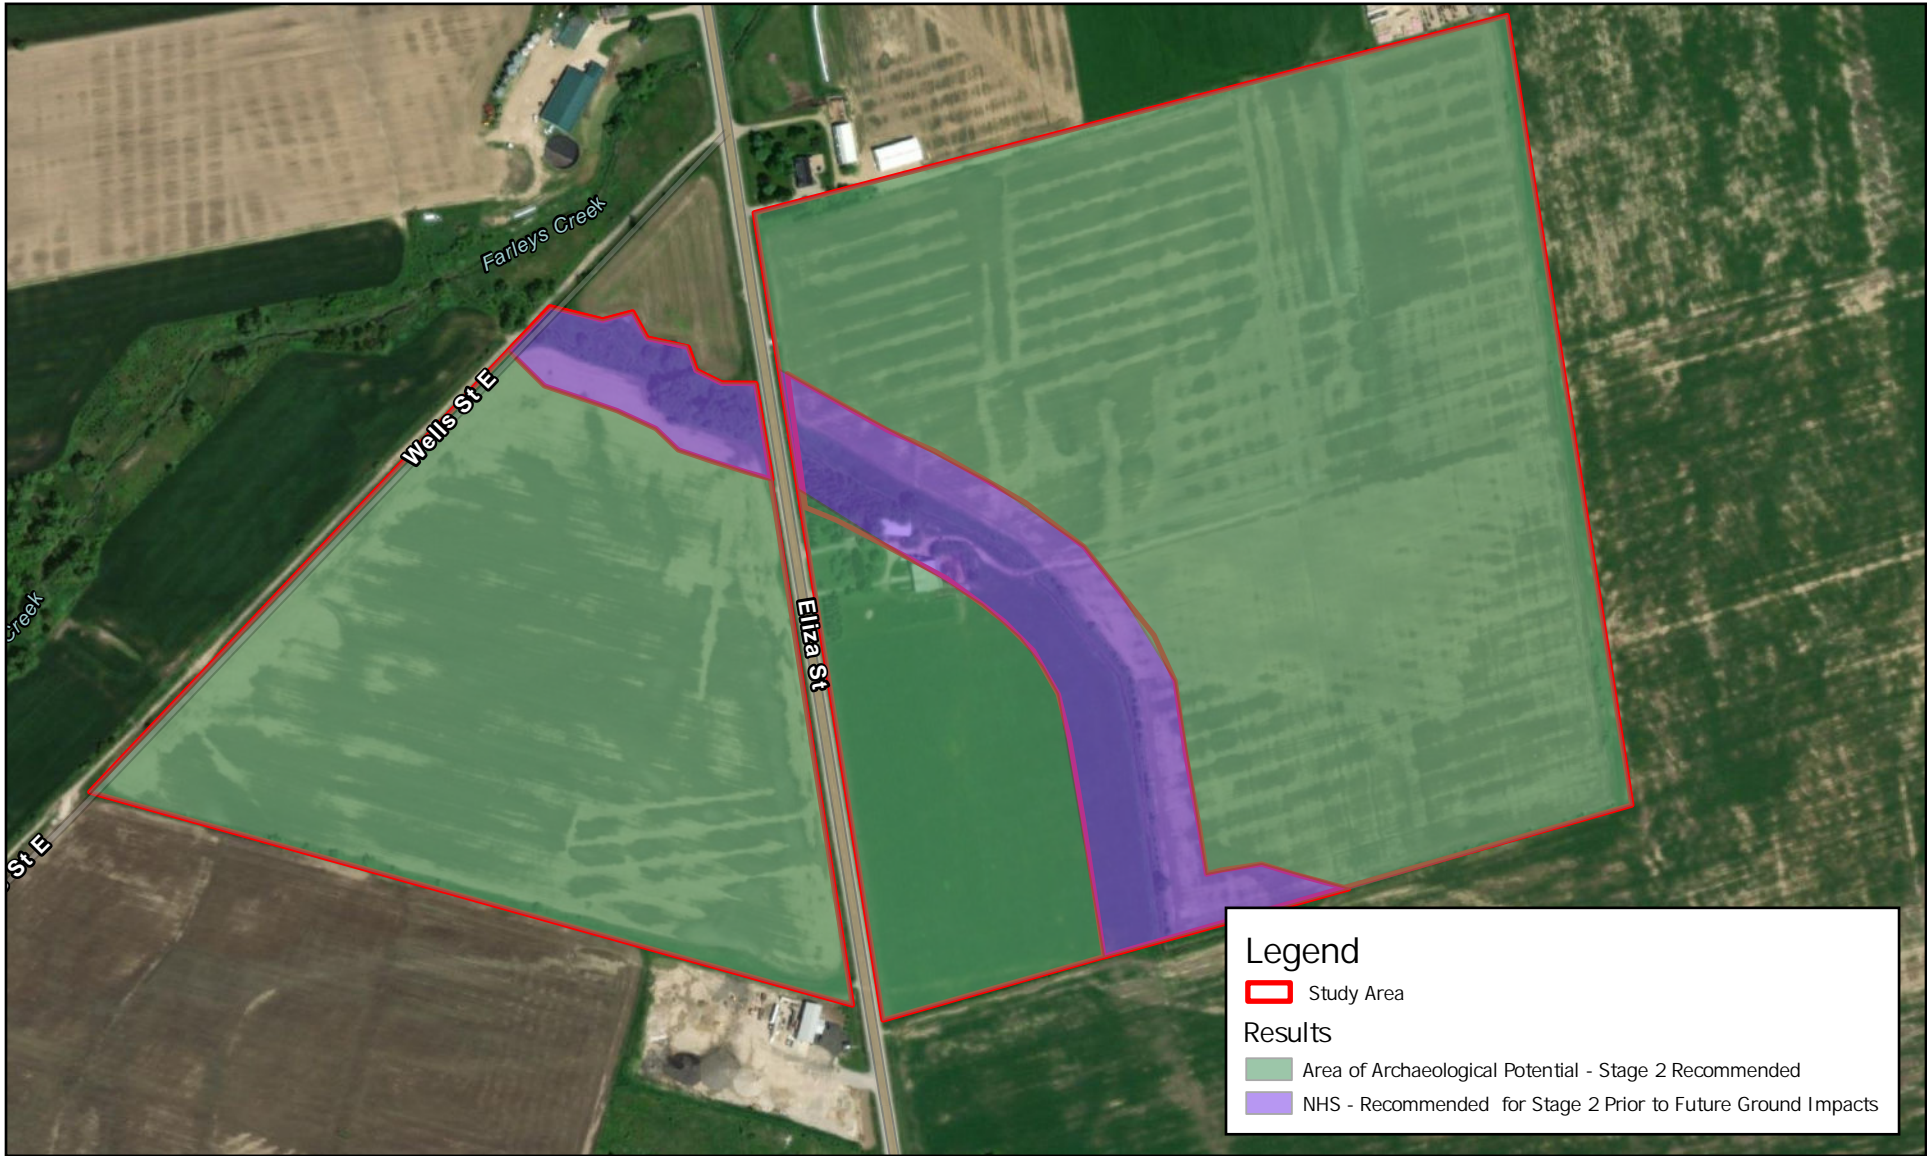 Farleys Creek
Wells St E
Eliza St
Creek
St E
Legend
Study Area
Results
Area of Archaeological Potential - Stage 2 Recommended
NHS - Recommended for Stage 2 Prior to Future Ground Impacts